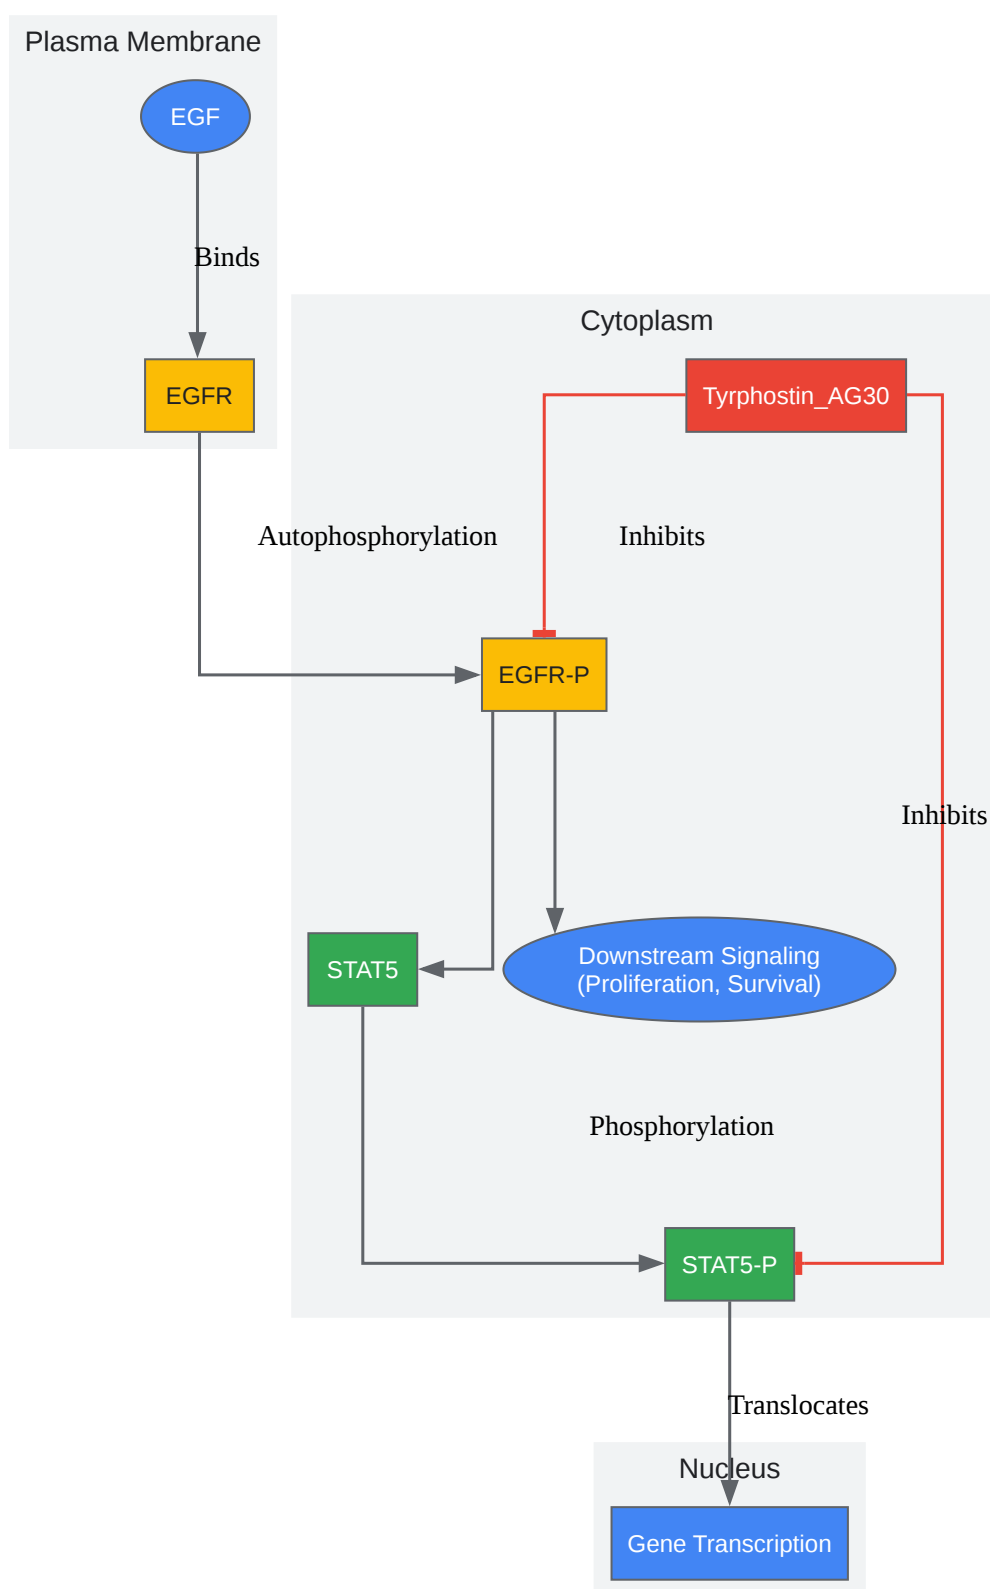 Plasma Membrane
EGF
Binds
Cytoplasm
EGFR
Tyrphostin_AG30
Autophosphorylation
Inhibits
EGFR-P
Inhibits
STAT5
Downstream Signaling
(Proliferation, Survival)
Phosphorylation
STAT5-P
Translocates
Nucleus
Gene Transcription